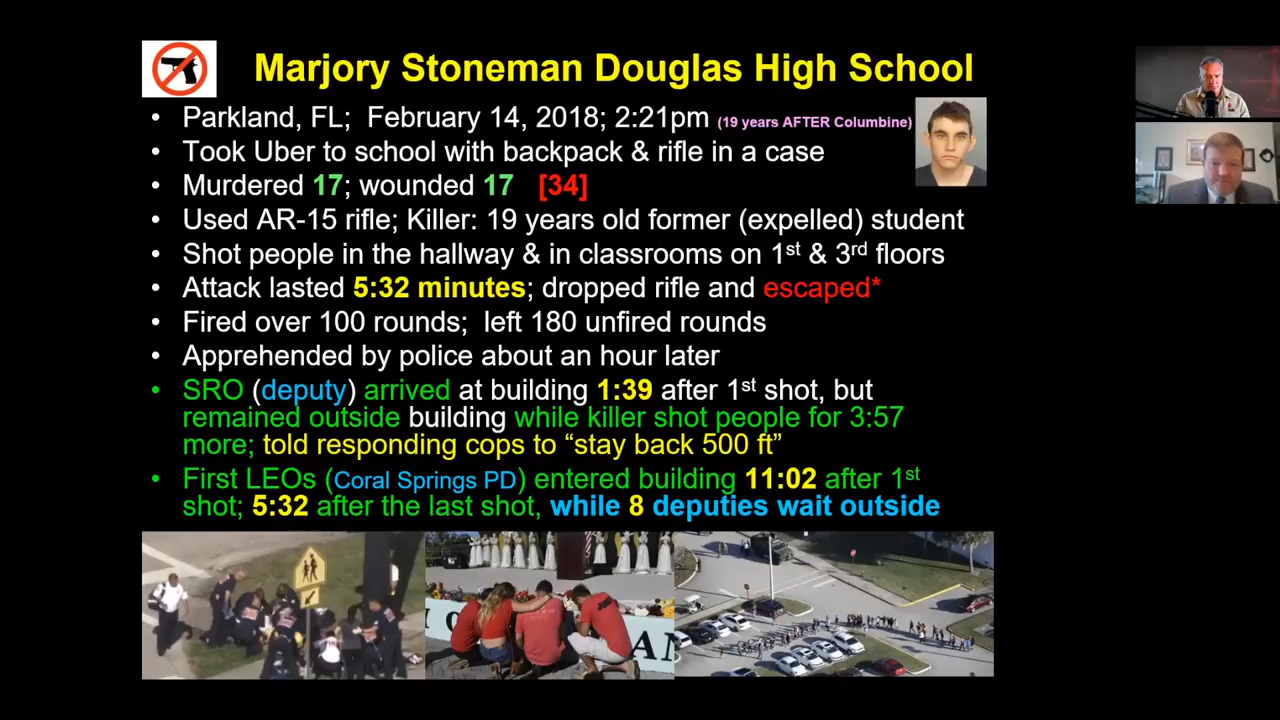 Marjory Stoneman Douglas High School
• Parkland, FL; February 14, 2018; 2:21pm (19 years AFTER Columbine)
• Took Uber to school with backpack & rifle in a case
• Murdered 17; wounded 17 [34]
• Used AR-15 rifle; Killer: 19 years old former (expelled) student
• Shot people in the hallway & in classrooms on 1st & 3rd floors
• Attack lasted 5:32 minutes; dropped rifle and escaped*
• Fired over 100 rounds; left 180 unfired rounds
• Apprehended by police about an hour later
• SRO (deputy) arrived at building 1:39 after 1st shot, but
remained outside building while killer shot people for 3:57
more; told responding cops to “stay back 500 ft”
• First LEOs (Coral Springs PD) entered building 11:02 after 1st
shot; 5:32 after the last shot, while 8 deputies wait outside